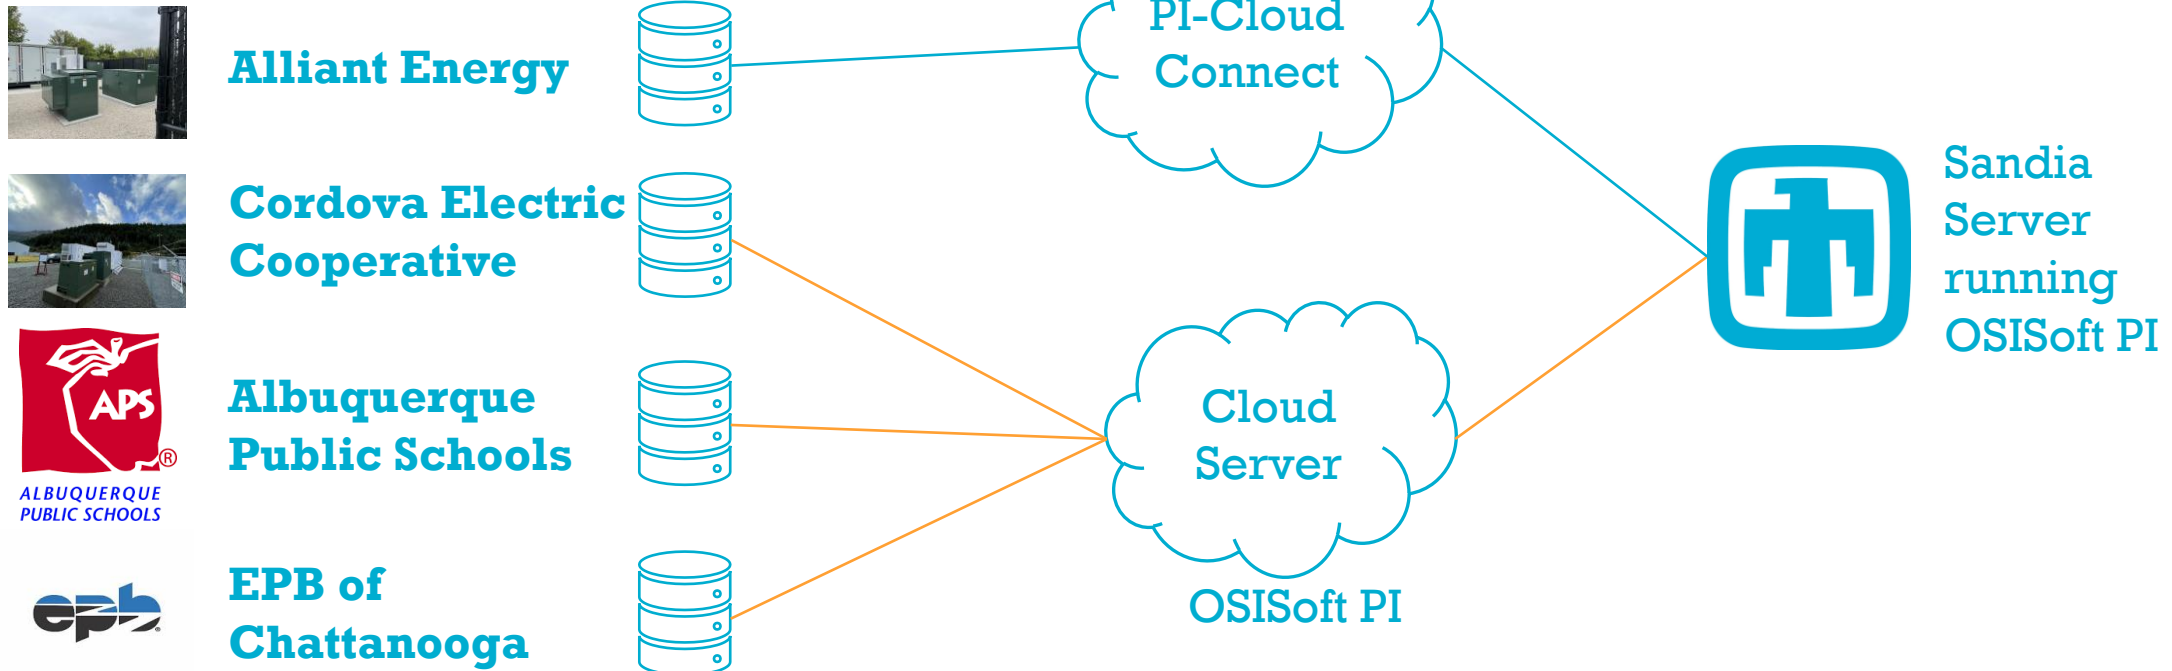 Alliant Energy
PI-Cloud
Connect
Cordova Electric
Cooperative
Sandia
Server
running
OSISoft PI
APS
®
ALBUQUERQUE
PUBLIC SCHOOLS
Albuquerque
Public Schools
Cloud
Server
OSISoft PI
epb
EPB of
Chattanooga